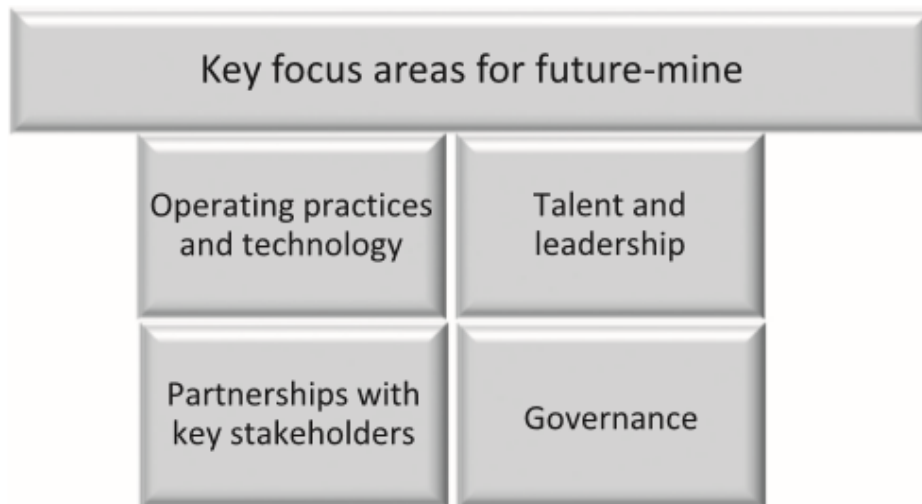 Key focus areas for future-mine
Operating practices
and technology
Talent and
leadership
Partnerships with
key stakeholders
Governance